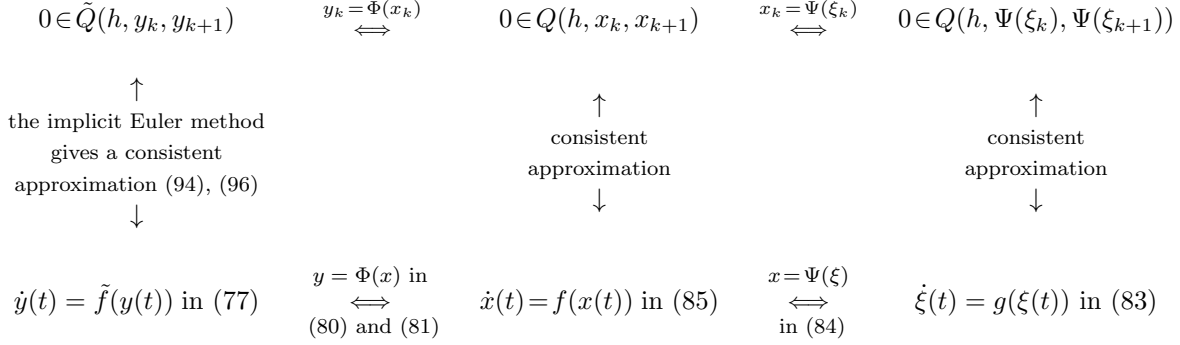 0∈Q̃(h, y_k, y_{k+1}) y_k=Φ(x_k) ⟺ 0∈Q(h, x_k, x_{k+1}) x_k=Ψ(ξ_k) ⟺ 0∈Q(h, Ψ(ξ_k), Ψ(ξ_{k+1}))
↑ ↑ ↑
the implicit Euler method
gives a consistent
approximation (94), (96)
consistent
approximation
consistent
approximation
↓ ↓ ↓
ẏ(t) = f̃(y(t)) in (77)
y = Φ(x) in
⟺
(80) and (81)
ẋ(t)=f(x(t)) in (85)
x=Ψ(ξ)
⟺
in (84)
ξ̇(t) = g(ξ(t)) in (83)